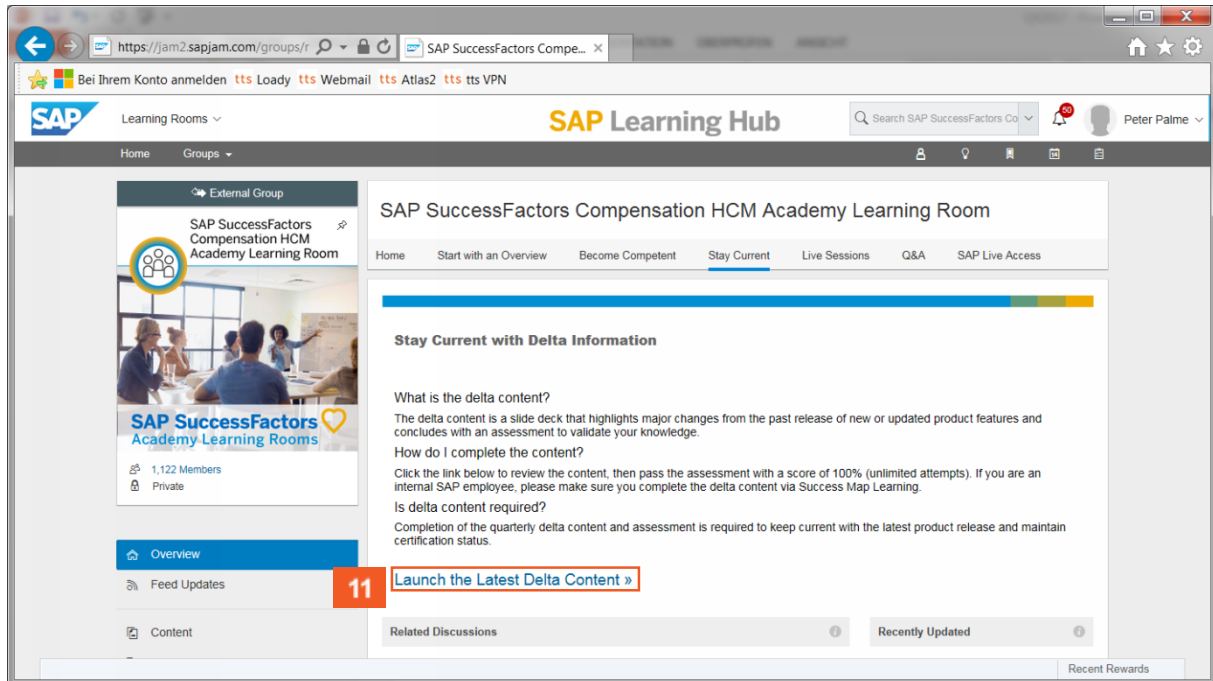 https://jam2.sapjam.com/groups/r
SAP SuccessFactors Compe...
Bei Ihrem Konto anmelden tts Loady tts Webmail tts Atlas2 tts tts VPN
SAP Learning Rooms SAP Learning Hub Search SAP SuccessFactors Co 50 Peter Palme
Home Groups
External Group
SAP SuccessFactors
Compensation HCM
Academy Learning Room
SAP SuccessFactors
Academy Learning Rooms
1,122 Members
Private
Overview
Feed Updates
Content
SAP SuccessFactors Compensation HCM Academy Learning Room
Home Start with an Overview Become Competent Stay Current Live Sessions Q&A SAP Live Access
Stay Current with Delta Information
What is the delta content?
The delta content is a slide deck that highlights major changes from the past release of new or updated product features and
concludes with an assessment to validate your knowledge.
How do I complete the content?
Click the link below to review the content, then pass the assessment with a score of 100% (unlimited attempts). If you are an
internal SAP employee, please make sure you complete the delta content via Success Map Learning.
Is delta content required?
Completion of the quarterly delta content and assessment is required to keep current with the latest product release and maintain
certification status.
11 Launch the Latest Delta Content »
Related Discussions Recently Updated
Recent Rewards